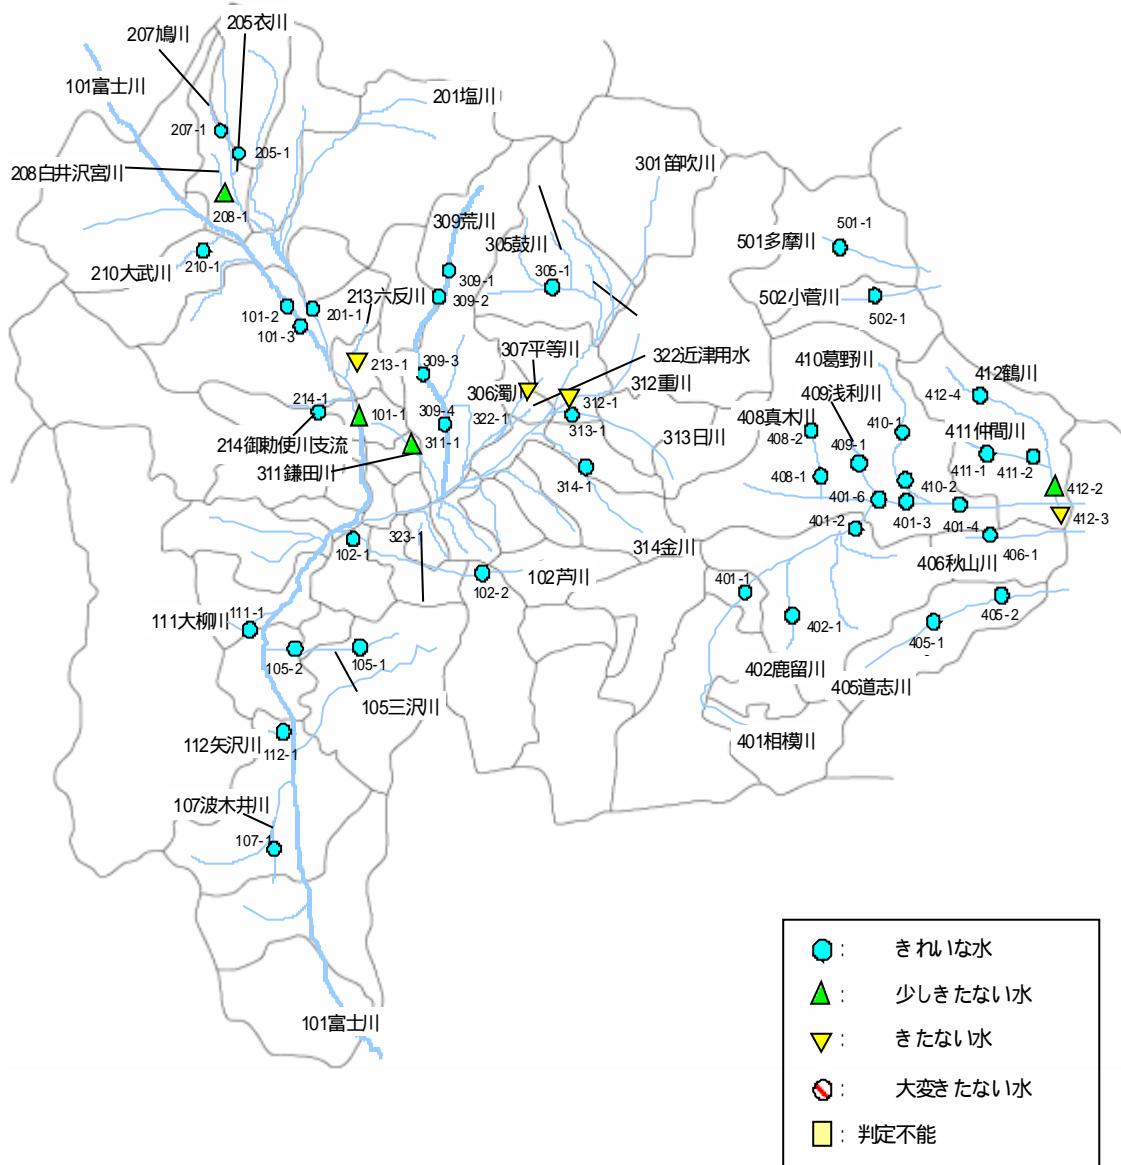 205衣川
207鳩川
101富士川
201塩川
207-1
205-1
208白井沢宮川
301笛吹川
208-1
309荒川
501-1
305鼓川
501多摩川
210-1
210大武川
309-1
305-1
213六反川
309-2
502小菅川
101-2
201-1
502-1
101-3
307平等川
322近津用水
213-1
309-3
410葛野川
412鶴川
306濁川
312重川
409浅利川
412-4
214-1
101-1
309-4
322-1
312-1
408真木川
410-1
411仲間川
313-1
313日川
408-2
214御勅使川支流
311-1
409-1
411-1
411-2
311鎌田川
314-1
408-1
410-2
412-2
401-6
401-2
401-3
401-4
412-3
102-1
323-1
314金川
406秋山川
406-1
102芦川
102-2
401-1
111大柳川
111-1
402-1
405-2
405-1
105-2
105-1
402鹿留川
405道志川
105三沢川
112矢沢川
112-1
401相模川
107波木井川
107-1
101富士川
: きれいな水
: 少しきたない水
: きたない水
: 大変きたない水
: 判定不能